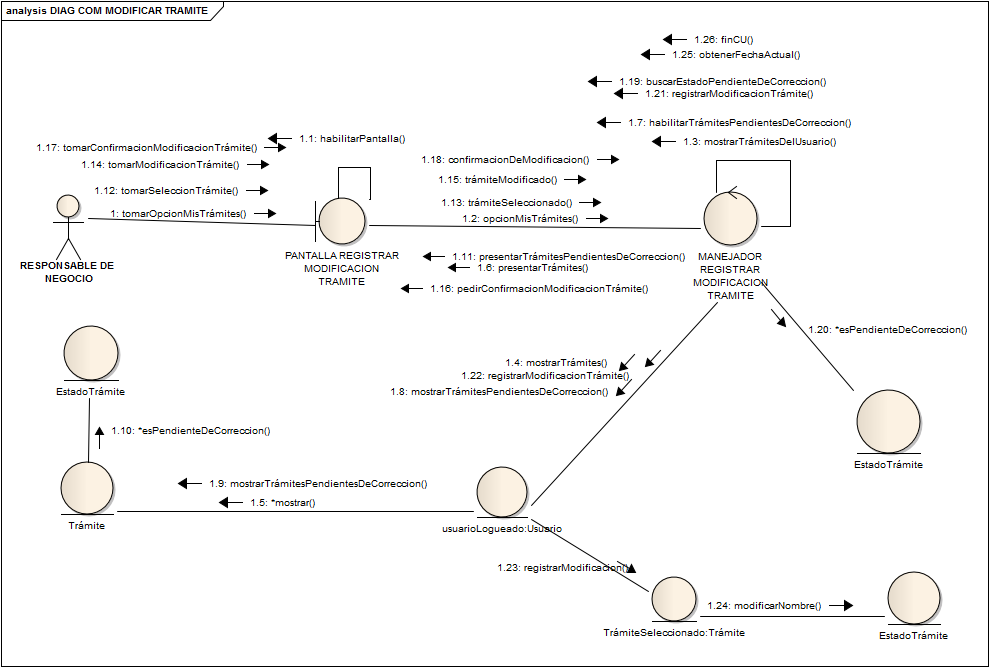 analysis DIAG COM MODIFICAR TRAMITE
1.26: finCU()
1.25: obtenerFechaActual()
1.19: buscarEstadoPendienteDeCorreccion()
1.21: registrarModificacionTrámite()
1.7: habilitarTrámitesPendientesDeCorreccion()
1.3: mostrarTrámitesDelUsuario()
1.1: habilitarPantalla()
1.17: tomarConfirmacionModificacionTrámite()
1.14: tomarModificacionTrámite()
1.12: tomarSeleccionTrámite()
1: tomarOpcionMisTrámites()
1.18: confirmacionDeModificacion()
1.15: trámiteModificado()
1.13: trámiteSeleccionado()
1.2: opcionMisTrámites()
RESPONSABLE DE
NEGOCIO
PANTALLA REGISTRAR
MODIFICACION
TRAMITE
MANEJADOR
REGISTRAR
MODIFICACION
TRAMITE
1.11: presentarTrámitesPendientesDeCorreccion()
1.6: presentarTrámites()
1.16: pedirConfirmacionModificacionTrámite()
1.20: *esPendienteDeCorreccion()
1.4: mostrarTrámites()
1.22: registrarModificacionTrámite()
1.8: mostrarTrámitesPendientesDeCorreccion()
EstadoTrámite
1.10: *esPendienteDeCorreccion()
EstadoTrámite
1.9: mostrarTrámitesPendientesDeCorreccion()
1.5: *mostrar()
Trámite
usuarioLogueado:Usuario
1.23: registrarModificacion()
1.24: modificarNombre()
TrámiteSeleccionado:Trámite
EstadoTrámite